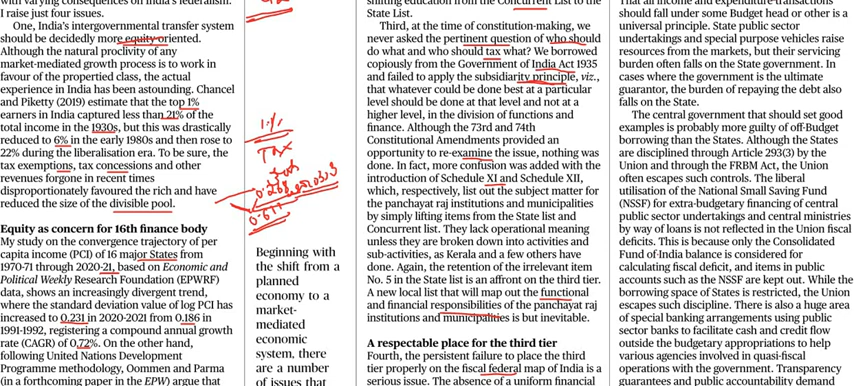 with varying consequences on India's federalism.
I raise just four issues.
One, India's intergovernmental transfer system
should be decidedly more equity-oriented.
Although the natural proclivity of any
market-mediated growth process is to work in
favour of the propertied class, the actual
experience in India has been astounding. Chancel
and Piketty (2019) estimate that the top 1%
earners in India captured less than 21% of the
total income in the 1930s, but this was drastically
reduced to 6% in the early 1980s and then rose to
22% during the liberalisation era. To be sure, the
tax exemptions, tax concessions and other
revenues forgone in recent times
disproportionately favoured the rich and have
reduced the size of the divisible pool.
Equity as concern for 16th finance body
My study on the convergence trajectory of per
capita income (PCI) of 16 major States from
1970-71 through 2020-21, based on Economic and
Political Weekly Research Foundation (EPWRF)
data, shows an increasingly divergent trend,
where the standard deviation value of log PCI has
increased to 0.231 in 2020-2021 from 0.186 in
1991-1992, registering a compound annual growth
rate (CAGR) of 0.72%. On the other hand,
following United Nations Development
Programme methodology, Oommen and Parma
(in a forthcoming paper in the EPW) argue that
1%
Tax
0.611
Beginning with
the shift from a
planned
economy to a
market-
mediated
economic
system, there
are a number
of issues that
shifting education from the Concurrent List to the
State List.
Third, at the time of constitution-making, we
never asked the pertinent question of who should
do what and who should tax what? We borrowed
copiously from the Government of India Act 1935
and failed to apply the subsidiarity principle, viz.,
that whatever could be done best at a particular
level should be done at that level and not at a
higher level, in the division of functions and
finance. Although the 73rd and 74th
Constitutional Amendments provided an
opportunity to re-examine the issue, nothing was
done. In fact, more confusion was added with the
introduction of Schedule XI and Schedule XII,
which, respectively, list out the subject matter for
the panchayat raj institutions and municipalities
by simply lifting items from the State list and
Concurrent list. They lack operational meaning
unless they are broken down into activities and
sub-activities, as Kerala and a few others have
done. Again, the retention of the irrelevant item
No. 5 in the State list is an affront on the third tier.
A new local list that will map out the functional
and financial responsibilities of the panchayat raj
institutions and municipalities is but inevitable.
A respectable place for the third tier
Fourth, the persistent failure to place the third
tier properly on the fiscal federal map of India is a
serious issue. The absence of a uniform financial
That all income and expenditure-transactions
should fall under some Budget head or other is a
universal principle. State public sector
undertakings and special purpose vehicles raise
resources from the markets, but their servicing
burden often falls on the State government. In
cases where the government is the ultimate
guarantor, the burden of repaying the debt also
falls on the State.
The central government that should set good
examples is probably more guilty of off-Budget
borrowing than the States. Although the States
are disciplined through Article 293(3) by the
Union and through the FRBM Act, the Union
often escapes such controls. The liberal
utilisation of the National Small Saving Fund
(NSSF) for extra-budgetary financing of central
public sector undertakings and central ministries
by way of loans is not reflected in the Union fiscal
deficits. This is because only the Consolidated
Fund of India balance is considered for
calculating fiscal deficit, and items in public
accounts such as the NSSF are kept out. While the
borrowing space of States is restricted, the Union
escapes such discipline. There is also a huge area
of special banking arrangements using public
sector banks to facilitate cash and credit flow
outside the budgetary appropriations to help
various agencies involved in quasi-fiscal
operations with the government. Transparency
guarantees and public accountability demand